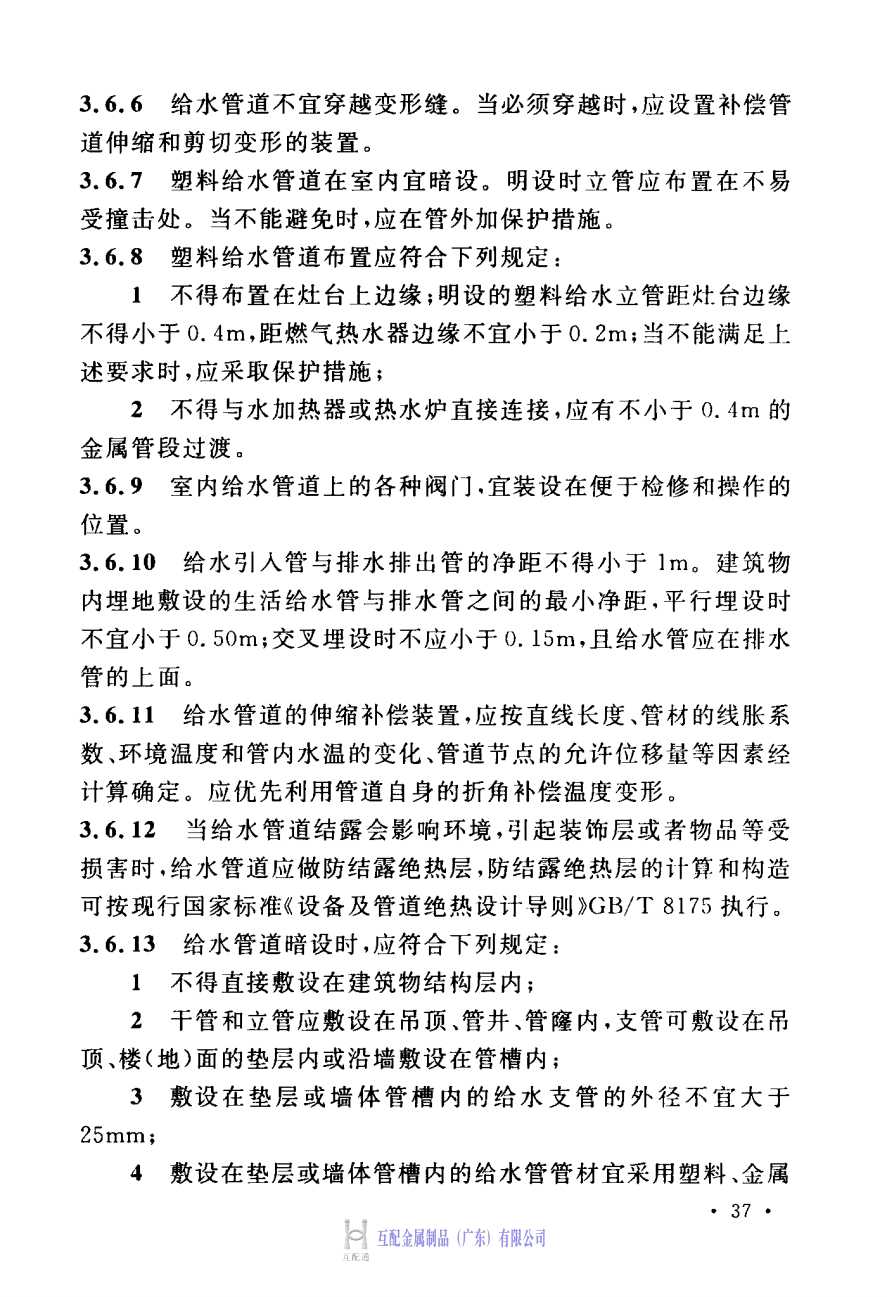 3.6.6 给水管道不宜穿越变形缝。当必须穿越时,应设置补偿管
道伸缩和剪切变形的装置。
3.6.7 塑料给水管道在室内宜暗设。明设时立管应布置在不易
受撞击处。当不能避免时,应在管外加保护措施。
3.6.8 塑料给水管道布置应符合下列规定:
1 不得布置在灶台上边缘;明设的塑料给水立管距灶台边缘
不得小于0.4m,距燃气热水器边缘不宜小于0.2m;当不能满足上
述要求时,应采取保护措施;
2 不得与水加热器或热水炉直接连接,应有不小于0.4m的
金属管段过渡。
3.6.9 室内给水管道上的各种阀门,宜装设在便于检修和操作的
位置。
3.6.10 给水引入管与排水排出管的净距不得小于1m。建筑物
内埋地敷设的生活给水管与排水管之间的最小净距,平行埋设时
不宜小于0.50m;交叉埋设时不应小于0.15m,且给水管应在排水
管的上面。
3.6.11 给水管道的伸缩补偿装置,应按直线长度、管材的线胀系
数、环境温度和管内水温的变化、管道节点的允许位移量等因素经
计算确定。应优先利用管道自身的折角补偿温度变形。
3.6.12 当给水管道结露会影响环境,引起装饰层或者物品等受
损害时,给水管道应做防结露绝热层,防结露绝热层的计算和构造
可按现行国家标准《设备及管道绝热设计导则》GB/T 8175执行。
3.6.13 给水管道暗设时,应符合下列规定:
1 不得直接敷设在建筑物结构层内;
2 干管和立管应敷设在吊顶、管井、管窿内,支管可敷设在吊
顶、楼(地)面的垫层内或沿墙敷设在管槽内;
3 敷设在垫层或墙体管槽内的给水支管的外径不宜大于
25mm;
4 敷设在垫层或墙体管槽内的给水管管材宜采用塑料、金属
• 37 •
互配金属制品(广东)有限公司
互配通